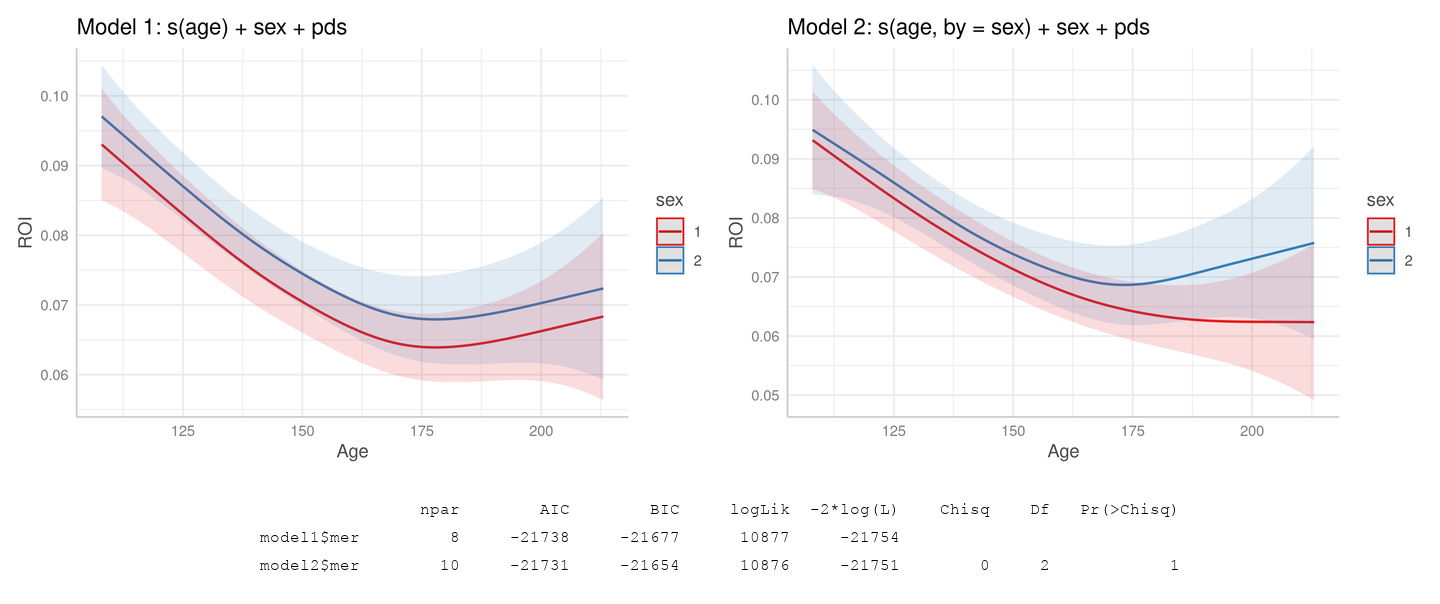 Model 1: s(age) + sex + pds
0.10
0.09
0.08
0.07
0.06
ROI
125 150 175 200
Age
sex
1
2
Model 2: s(age, by = sex) + sex + pds
0.10
0.09
0.08
0.07
0.06
0.05
ROI
125 150 175 200
Age
sex
1
2
npar AIC BIC logLik -2*log(L) Chisq Df Pr(>Chisq)
model1$mer 8 -21738 -21677 10877 -21754
model2$mer 10 -21731 -21654 10876 -21751 0 2 1